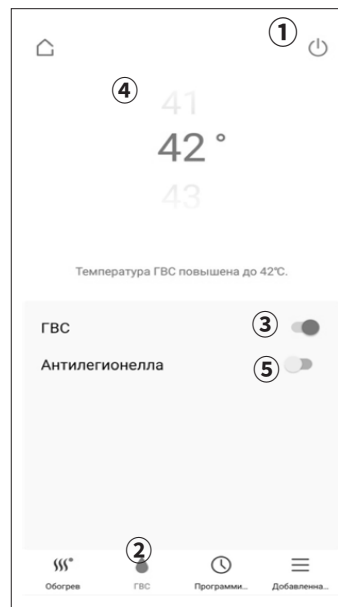 ①
④ 41
42 °
43
Температура ГВС повышена до 42℃.
ГВС ③
Антилегионелла ⑤
②
Обогрев ГВС Программи... Добавленна...